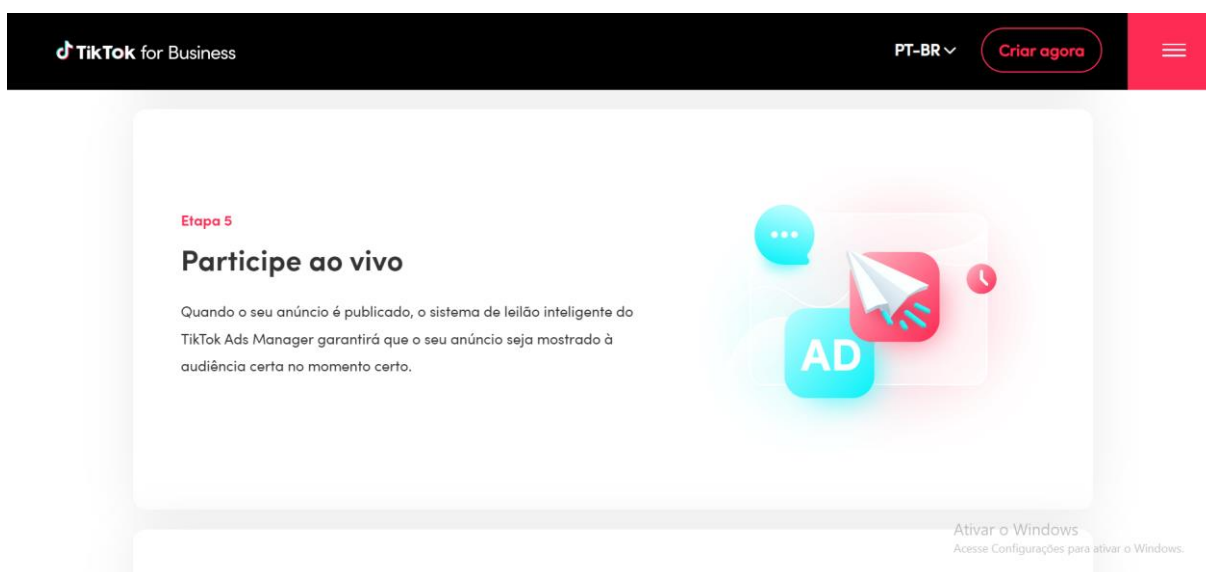 TikTok for Business
PT-BR
Criar agora
Etapa 5
Participe ao vivo
Quando o seu anúncio é publicado, o sistema de leilão inteligente do
TikTok Ads Manager garantirá que o seu anúncio seja mostrado à
audiência certa no momento certo.
AD
Ativar o Windows
Acesse Configurações para ativar o Windows.